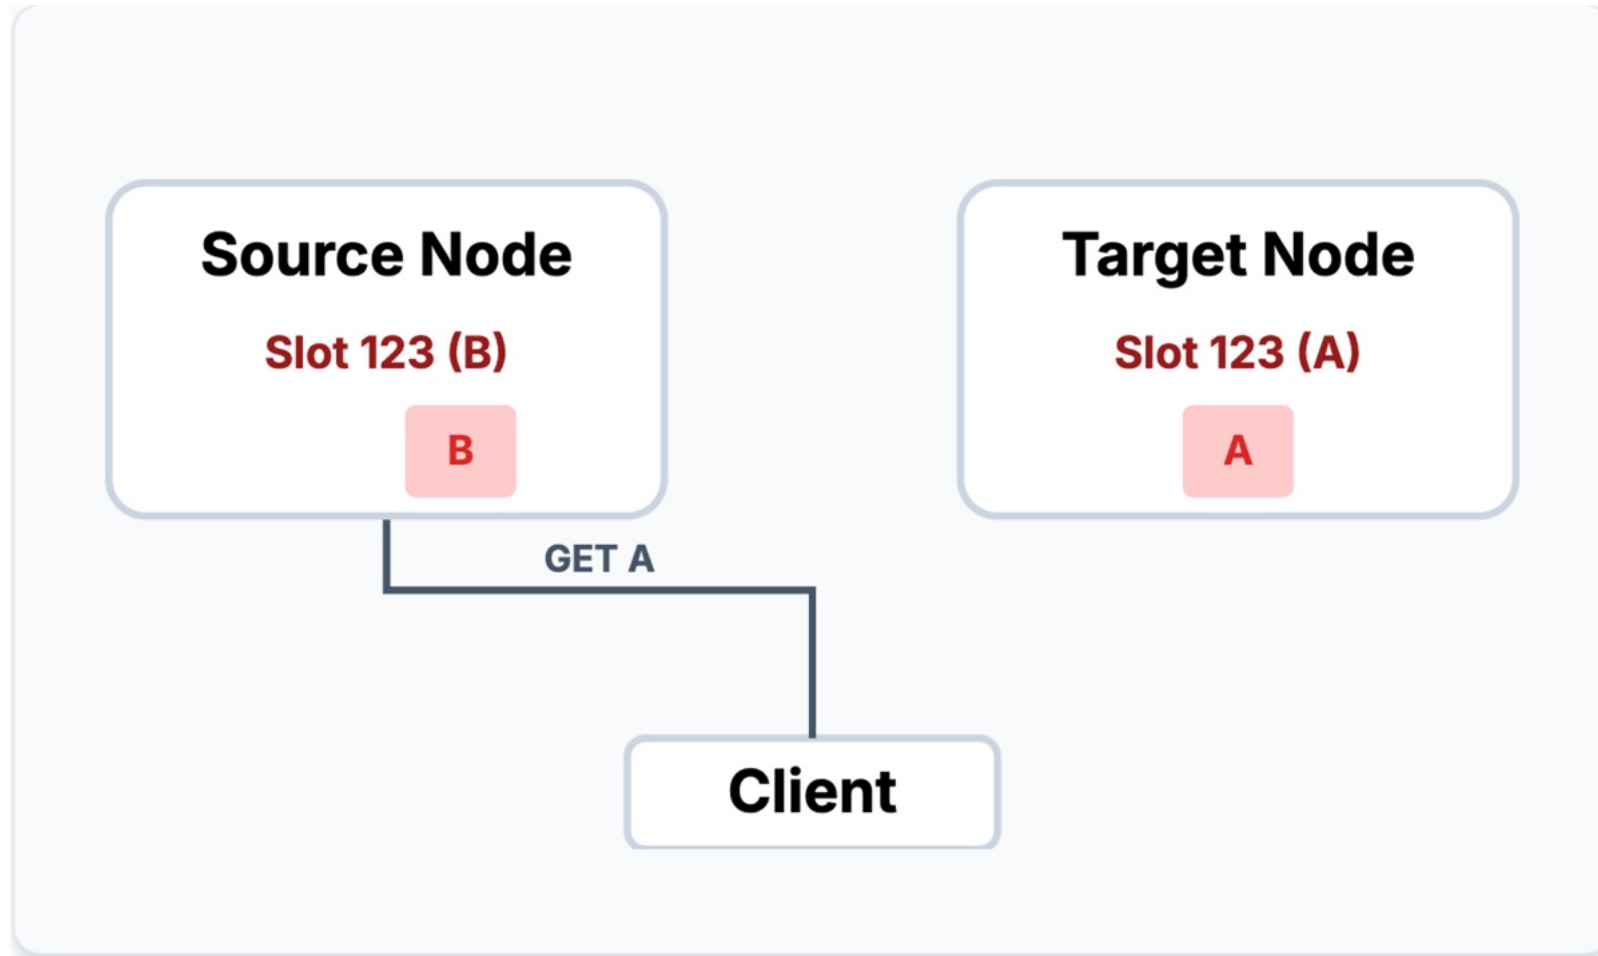 Source Node
Slot 123 (B)
B
Target Node
Slot 123 (A)
A
GET A
Client